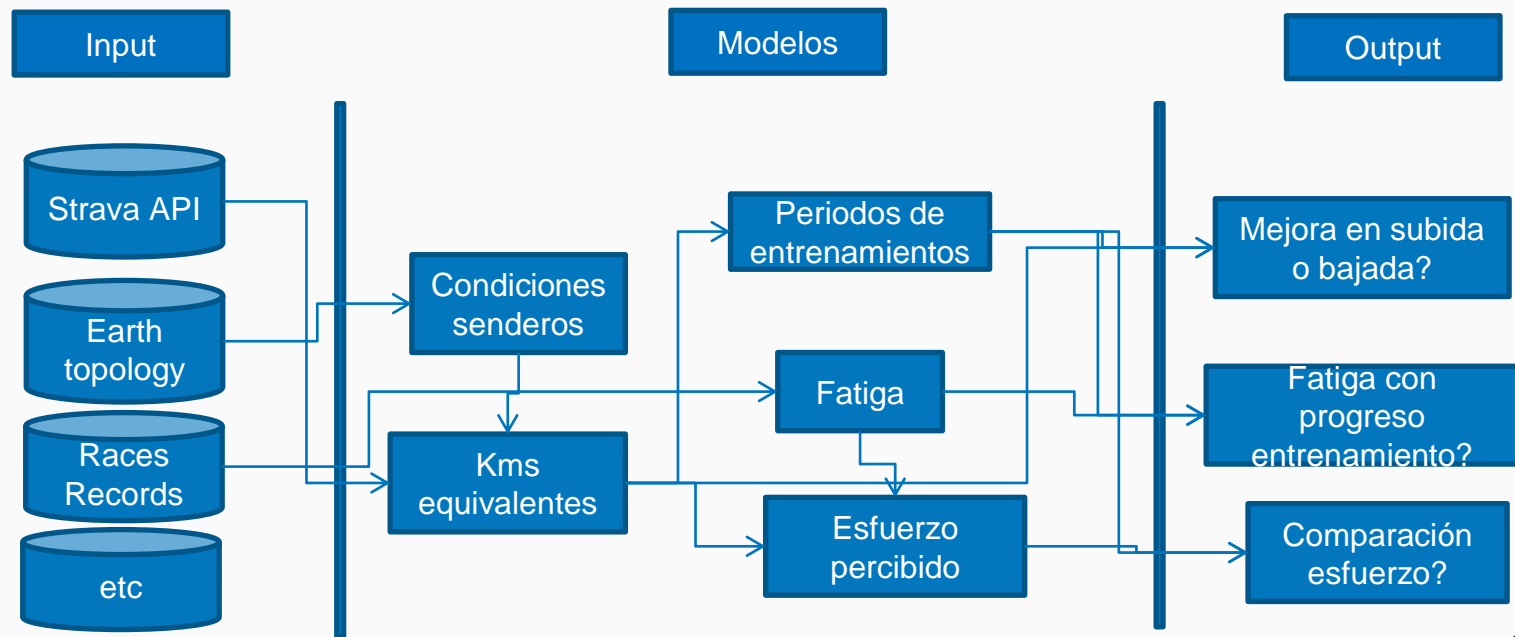 Input
Modelos
Output
Strava API
Earth
topology
Races
Records
etc
Condiciones
senderos
Kms
equivalentes
Periodos de
entrenamientos
Fatiga
Esfuerzo
percibido
Mejora en subida
o bajada?
Fatiga con
progreso
entrenamiento?
Comparación
esfuerzo?